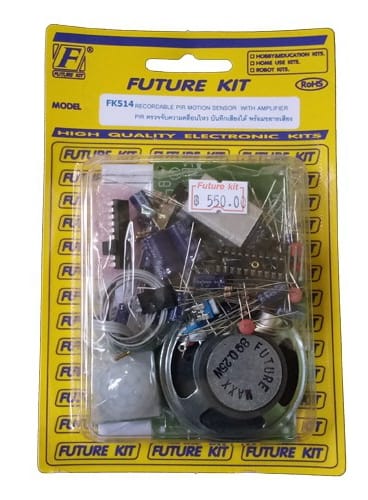 F
FUTURE KIT
FUTURE KIT
HOBBY&EDUCATION KITS.
HOME USE KITS.
ROBOT KITS.
RoHS
MODEL
FK514 RECORDABLE PIR MOTION SENSOR WITH AMPLIFIER
PIR ตรวจจับความเคลื่อนไหว บันทึกเสียงได้ พร้อมขยายเสียง
HIGH QUALITY ELECTRONIC KITS
FUTURE KIT
Future kit
฿ 550.00
FUTURE
MAXX
8Ω 0.25W
FUTURE KIT FUTURE KIT FUTURE KIT